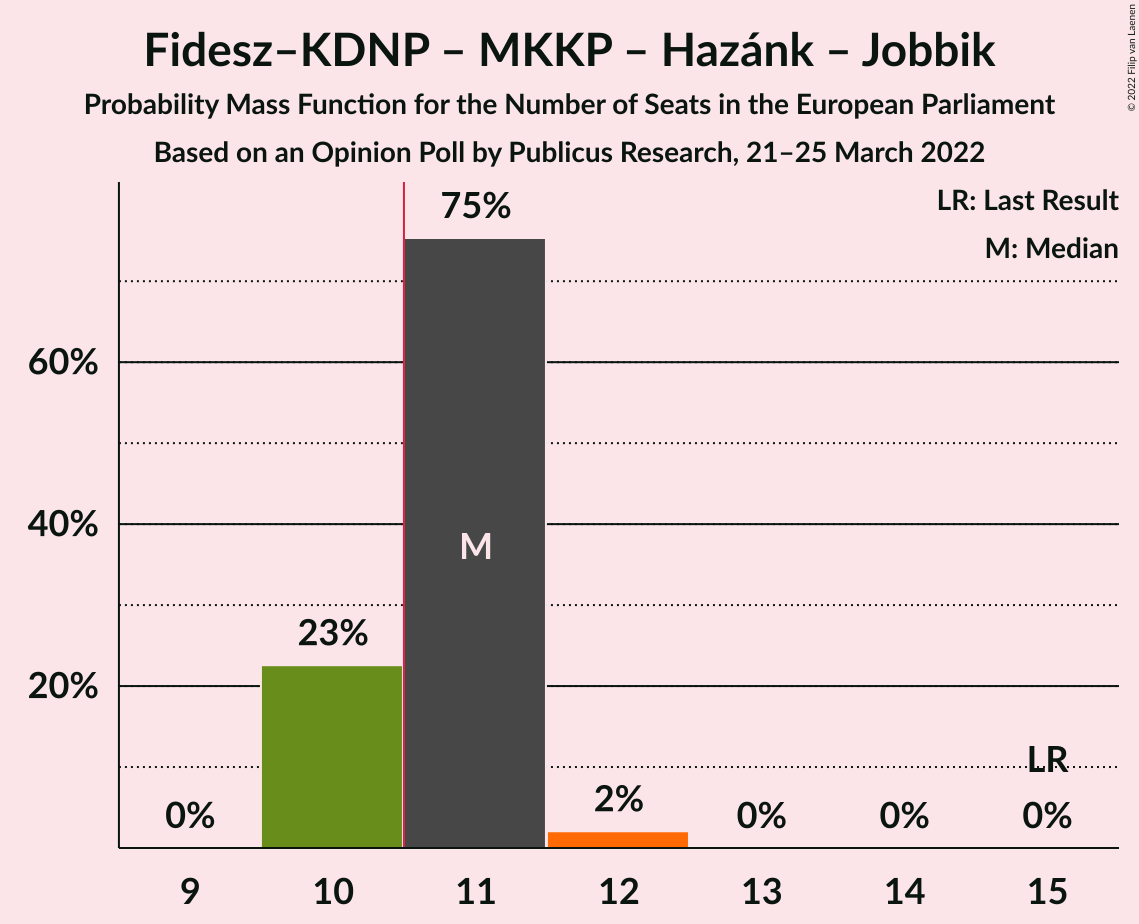 Fidesz–KDNP – MKKP – Hazánk – Jobbik
Probability Mass Function for the Number of Seats in the European Parliament
Based on an Opinion Poll by Publicus Research, 21–25 March 2022
© 2022 Filip van Laenen
LR: Last Result
M: Median
75%
60%
40%
M
23%
20%
LR
0%
2%
0%
0%
0%
9
10
11
12
13
14
15